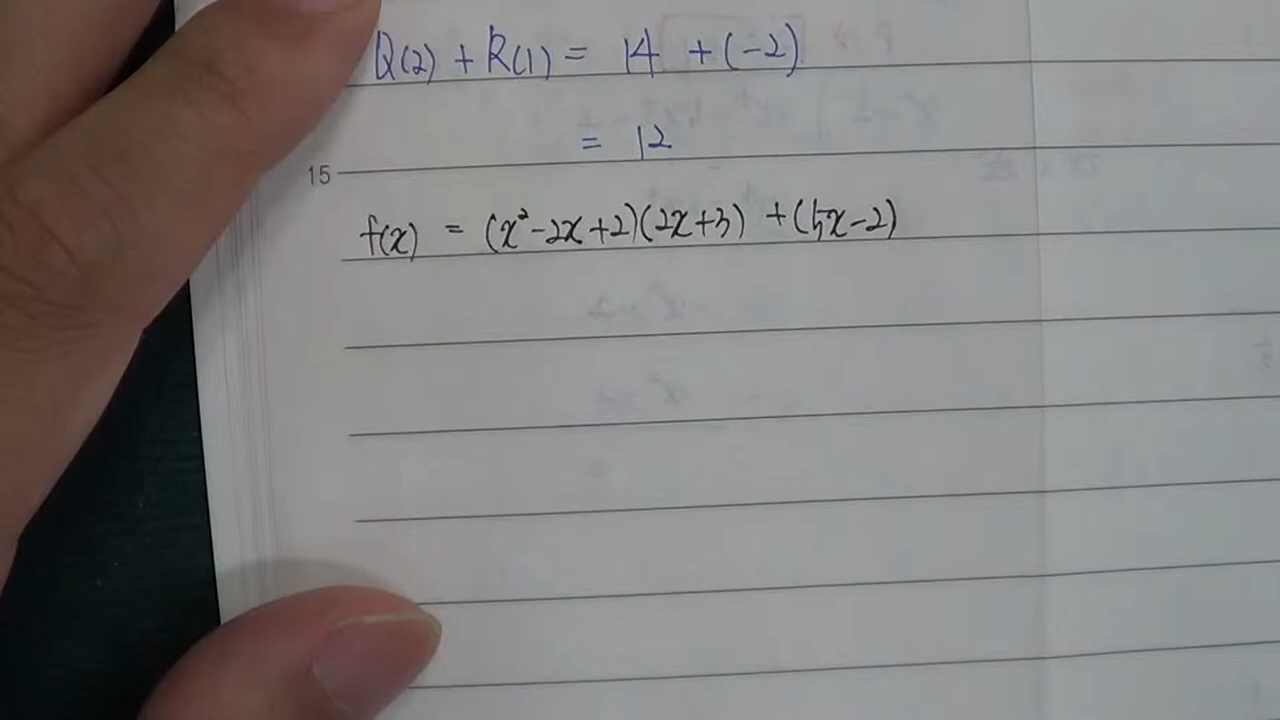 Q(2) + R(1) = 14 + (-2)
= 12
15
f(x) = (x²-2x+2)(2x+3) + (5x-2)